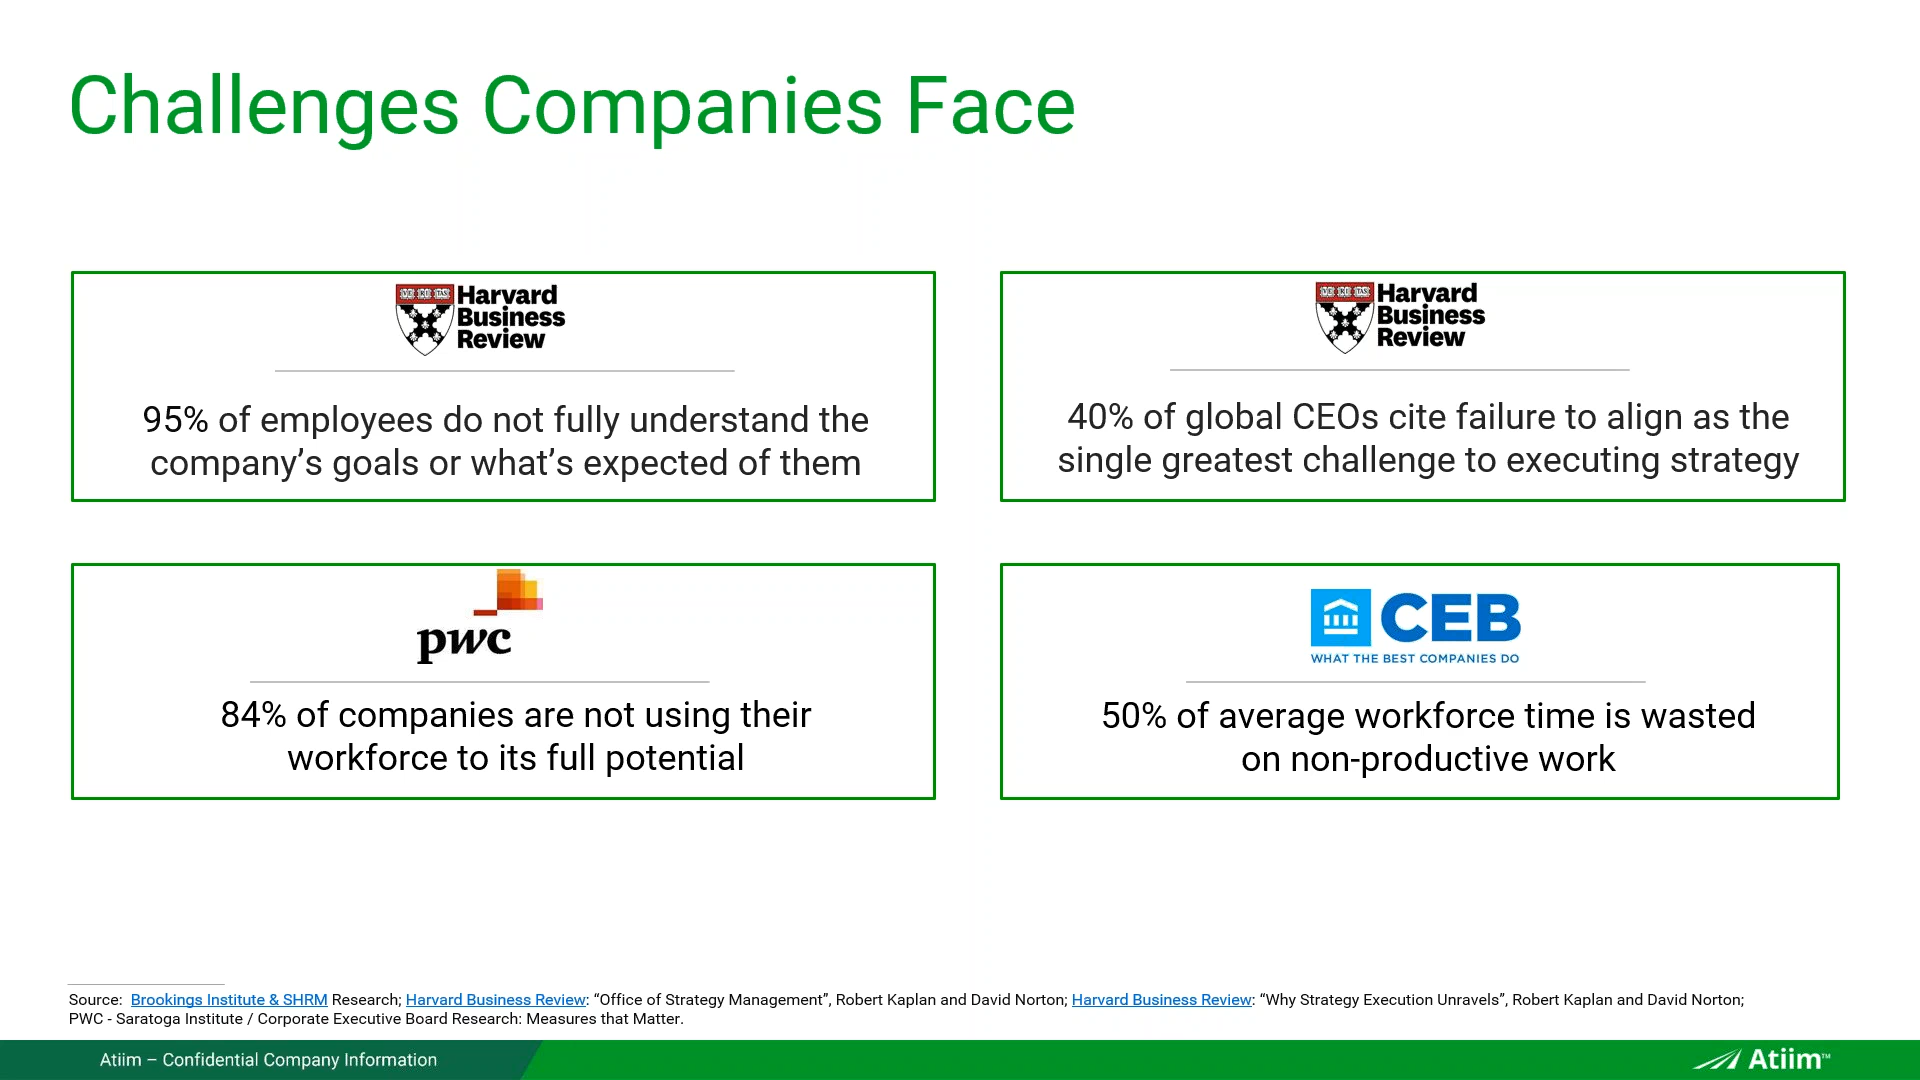 Challenges Companies Face
Harvard
Business
Review
95% of employees do not fully understand the
company’s goals or what’s expected of them
Harvard
Business
Review
40% of global CEOs cite failure to align as the
single greatest challenge to executing strategy
pwc
84% of companies are not using their
workforce to its full potential
CEB
WHAT THE BEST COMPANIES DO
50% of average workforce time is wasted
on non-productive work
Source:  Brookings Institute & SHRM Research; Harvard Business Review: “Office of Strategy Management”, Robert Kaplan and David Norton; Harvard Business Review: “Why Strategy Execution Unravels”, Robert Kaplan and David Norton;
PWC - Saratoga Institute / Corporate Executive Board Research: Measures that Matter.
Atiim – Confidential Company Information
Atiim™